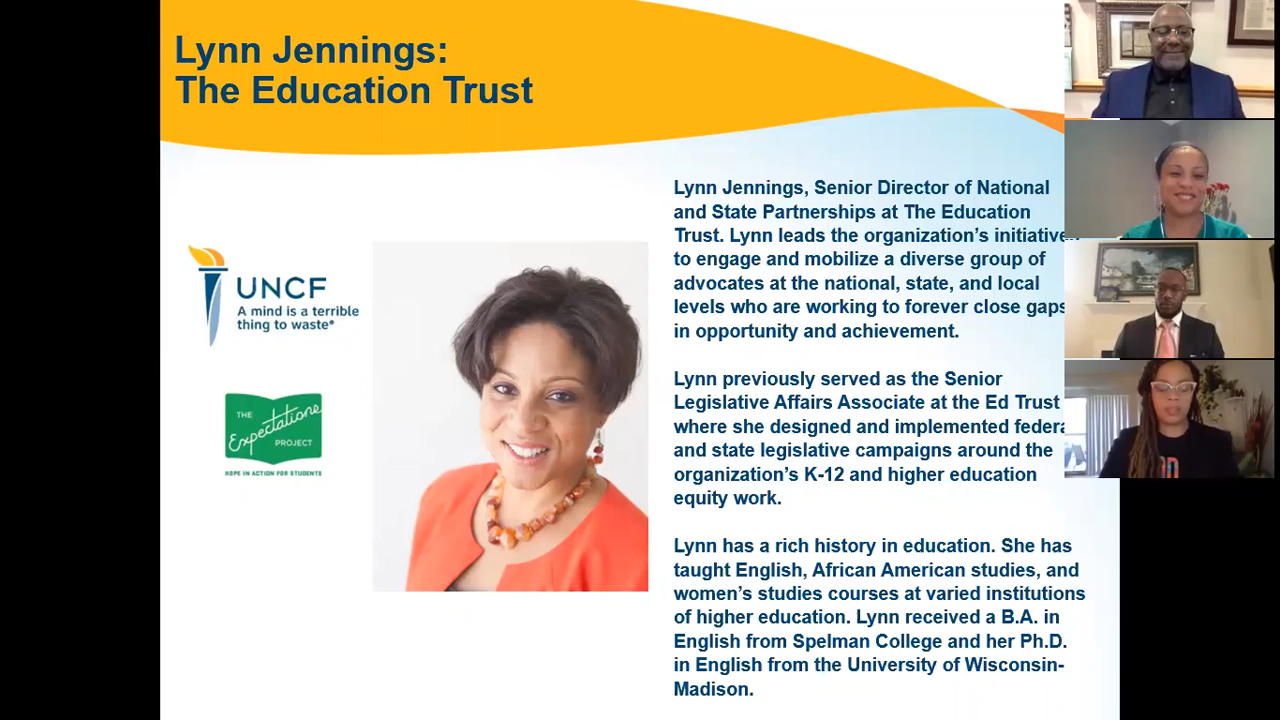 Lynn Jennings:
The Education Trust
UNCF
A mind is a terrible
thing to waste®
THE
Expectations
PROJECT
HOPE IN ACTION FOR STUDENTS
Lynn Jennings, Senior Director of National
and State Partnerships at The Education
Trust. Lynn leads the organization's initiatives
to engage and mobilize a diverse group of
advocates at the national, state, and local
levels who are working to forever close gaps
in opportunity and achievement.
Lynn previously served as the Senior
Legislative Affairs Associate at the Ed Trust
where she designed and implemented federal
and state legislative campaigns around the
organization's K-12 and higher education
equity work.
Lynn has a rich history in education. She has
taught English, African American studies, and
women's studies courses at varied institutions
of higher education. Lynn received a B.A. in
English from Spelman College and her Ph.D.
in English from the University of Wisconsin-
Madison.